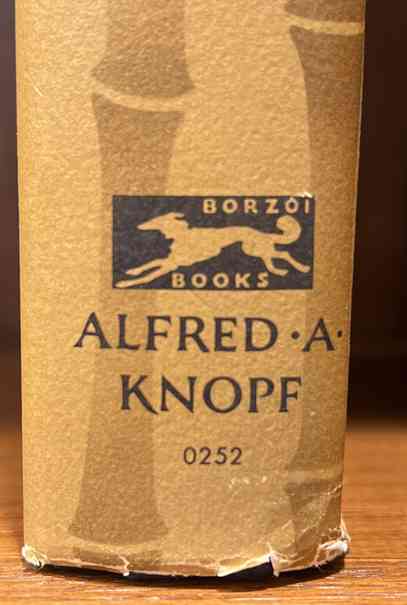 BORZOI
BOOKS
ALFRED·A·
KNOPF
0252